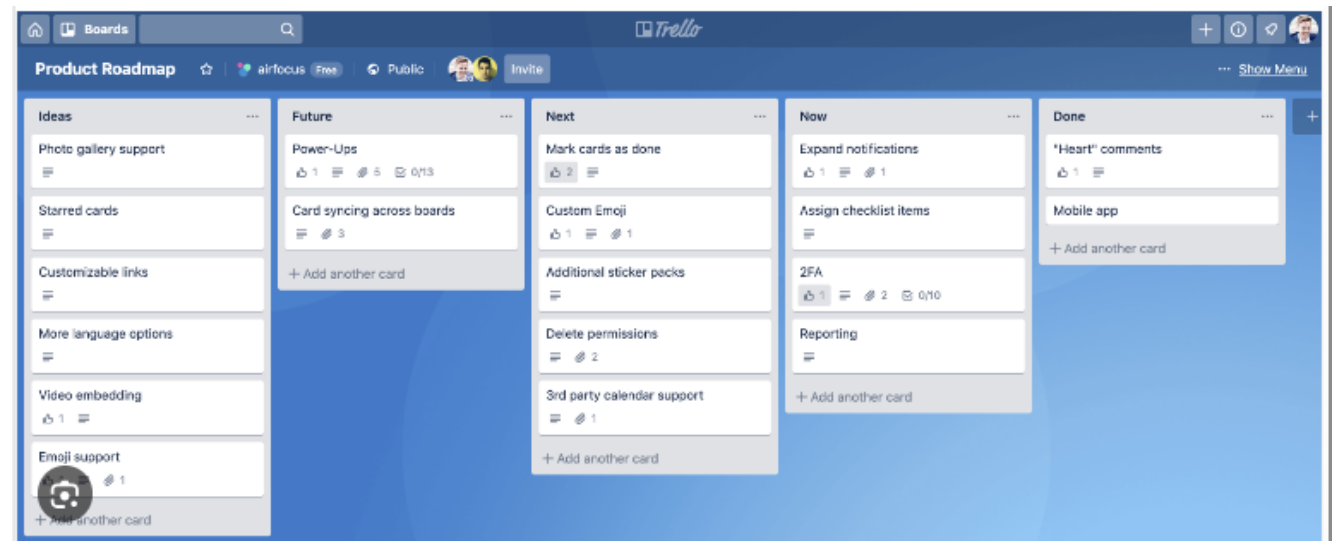 Boards
Trello
Product Roadmap
airfocus Free
Public
Invite
... Show Menu
Ideas
Photo gallery support
Starred cards
Customizable links
More language options
Video embedding
1
Emoji support
1
+ Add another card
Future
Power-Ups
1 5 0/13
Card syncing across boards
3
+ Add another card
Next
Mark cards as done
2
Custom Emoji
1 1
Additional sticker packs
Delete permissions
2
3rd party calendar support
1
+ Add another card
Now
Expand notifications
1 1
Assign checklist items
2FA
1 2 0/10
Reporting
+ Add another card
Done
"Heart" comments
1
Mobile app
+ Add another card